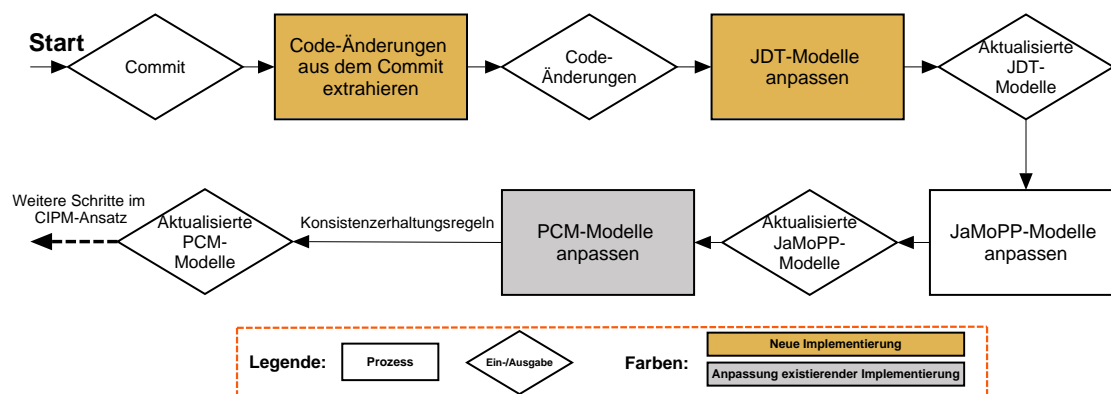 Start
Commit
Code-Änderungen
aus dem Commit
extrahieren
Code-
Änderungen
JDT-Modelle
anpassen
Aktualisierte
JDT-
Modelle
Weitere Schritte im
CIPM-Ansatz
Aktualisierte
PCM-
Modelle
Konsistenzerhaltungsregeln
PCM-Modelle
anpassen
Aktualisierte
JaMoPP-
Modelle
JaMoPP-Modelle
anpassen
Legende:
Prozess
Ein-/Ausgabe
Farben:
Neue Implementierung
Anpassung existierender Implementierung